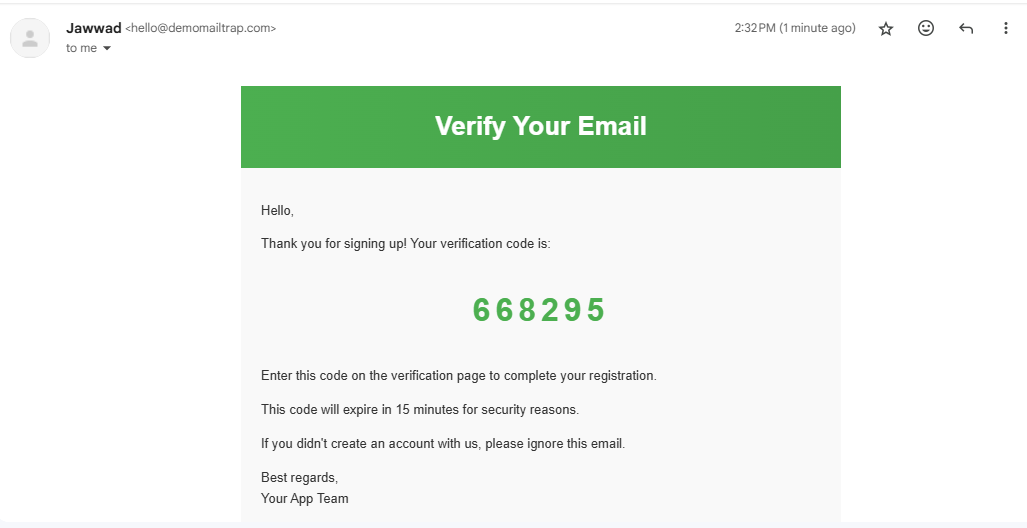 Jawwad <hello@demomailtrap.com> 2:32 PM (1 minute ago)
to me
Verify Your Email
Hello,
Thank you for signing up! Your verification code is:
668295
Enter this code on the verification page to complete your registration.
This code will expire in 15 minutes for security reasons.
If you didn't create an account with us, please ignore this email.
Best regards,
Your App Team